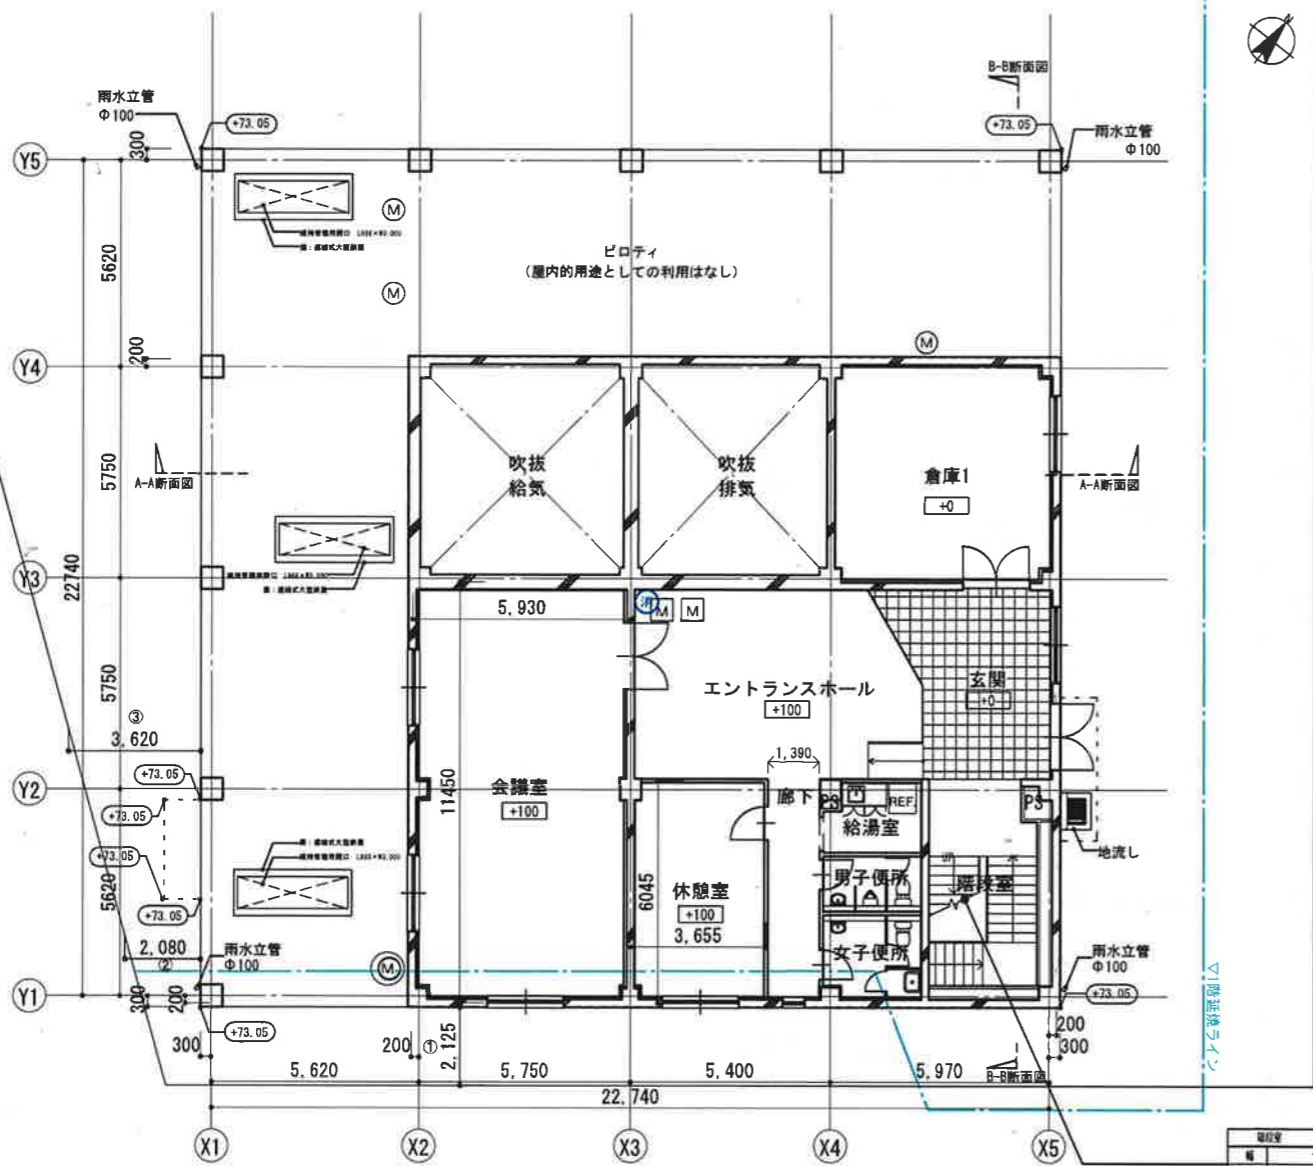 B-B断面図
雨水立管
Φ100
+73.05
+73.05
雨水立管
Φ100
300
Y5
M
ピロティ
(屋内的用途としての利用はなし)
5620
M
200
M
Y4
吹抜
給気
吹抜
排気
倉庫1
+0
5750
A-A断面図
A-A断面図
22740
Y3
5,930
消
M
M
5750
エントランスホール
+100
玄関
+0
③
3,620
1,390
+73.05
Y2
会議室
+100
11450
廊下
PS
REF.
PS
+73.05
給湯室
地流し
+73.05
5620
UP
男子便所
階段室
休憩室
+100
6045
3,655
+73.05
2,080
②
雨水立管
Φ100
M
女子便所
雨水立管
Φ100
Y1
300
200
+73.05
+73.05
▽1階延焼ライン
300
200
①
2,125
200
300
5,620
5,750
5,400
5,970
B-B断面図
22,740
X1
X2
X3
X4
X5
階段室
幅